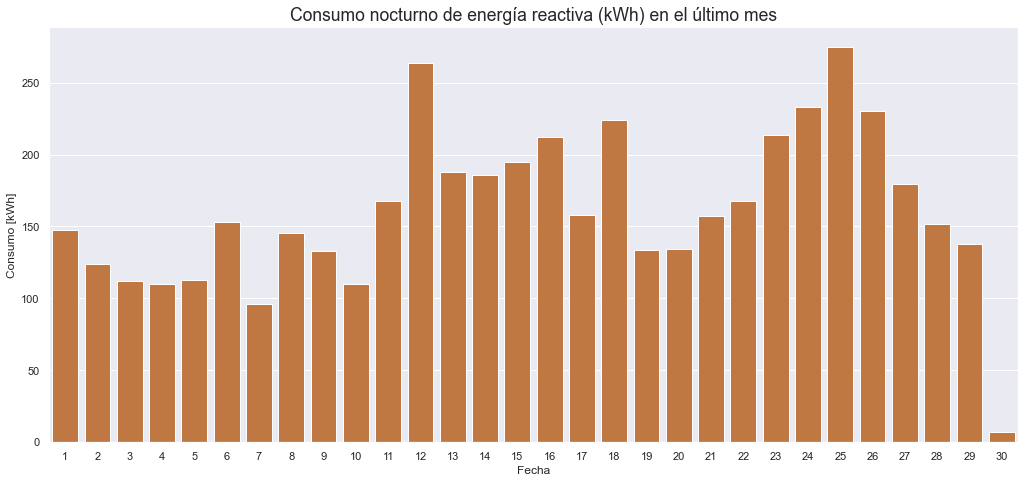 Consumo nocturno de energía reactiva (kWh) en el último mes
Consumo [kWh]
250
200
150
100
50
0
1 2 3 4 5 6 7 8 9 10 11 12 13 14 15 16 17 18 19 20 21 22 23 24 25 26 27 28 29 30
Fecha